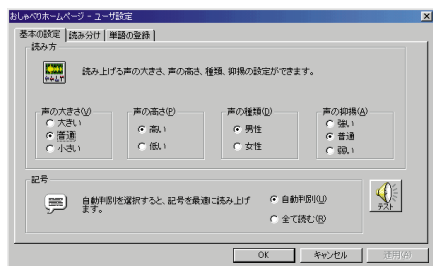 おしゃべりホームページ - ユーザ設定
基本の設定 読み分け 単語の登録
読み方
読み上げる声の大きさ、声の高さ、種類、抑揚の設定ができます。
声の大きさ(V)
大きい
普通
小さい
声の高さ(P)
高い
低い
声の種類(D)
男性
女性
声の抑揚(A)
強い
普通
弱い
記号
自動判別を選択すると、記号を最適に読み上げ
ます。
自動判別(U)
全て読む(R)
テスト
OK キャンセル 適用(A)